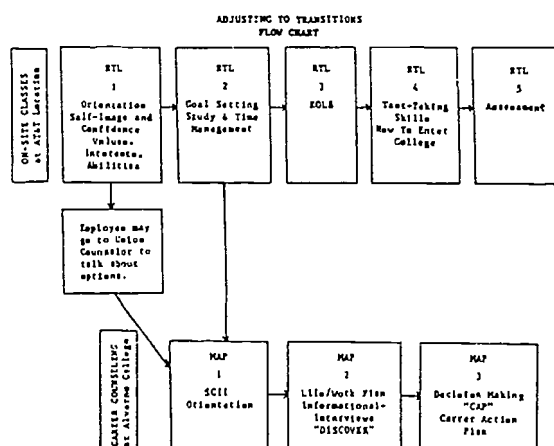 ADJUSTING TO TRANSITIONS
FLOW CHART
ON-SITE CLASSES
at AT&T Location
RTL
1
Orientation
Self-Image and
Confidence
Values,
Interests,
Abilities
RTL
2
Goal Setting
Study & Time
Management
RTL
3
KOLB
RTL
4
Test-Taking
Skills
How To Enter
College
RTL
5
Assessment
Employee may
go to Union
Counselor to
talk about
options.
CAREER COUNSELING
at Alverno College
MAP
1
SCII
Orientation
MAP
2
Life/Work Plan
Informational-
Interviews
"DISCOVER"
MAP
3
Decision Making
"CAP"
Career Action
Plan